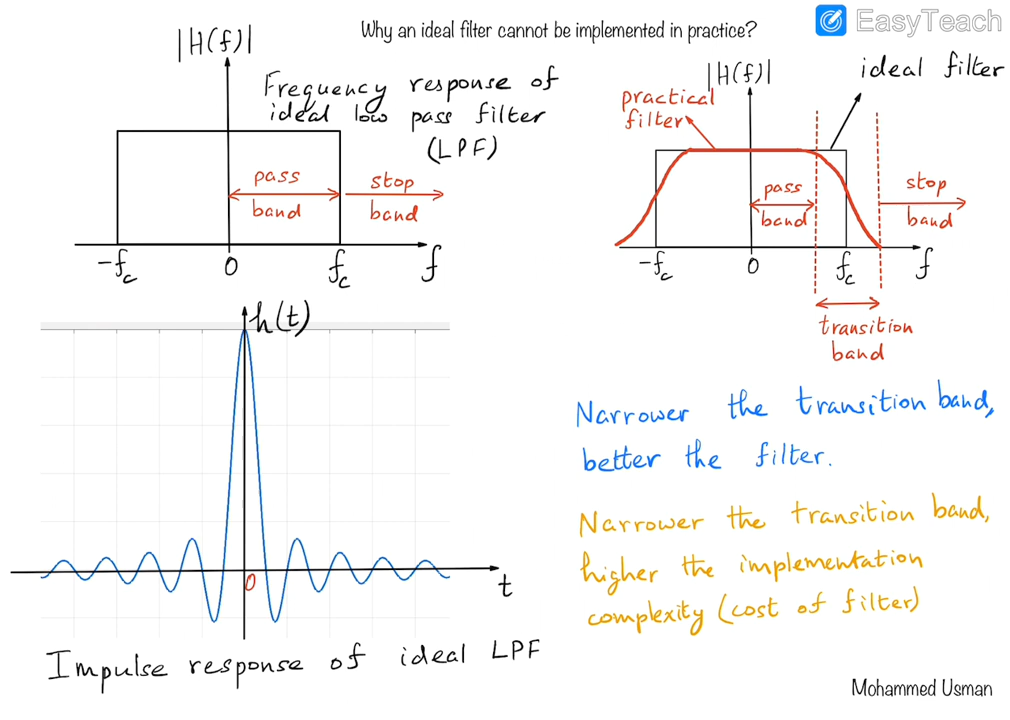 Why an ideal filter cannot be implemented in practice?
EasyTeach
|H(f)|
Frequency response of
ideal low pass filter
(LPF)
pass
band
stop
band
-fc
0
fc
f
|H(f)|
ideal filter
practical
filter
pass
band
stop
band
-fc
0
fc
f
transition
band
h(t)
0
t
Impulse response of ideal LPF
Narrower the transition band,
better the filter.
Narrower the transition band,
higher the implementation
complexity (cost of filter)
Mohammed Usman